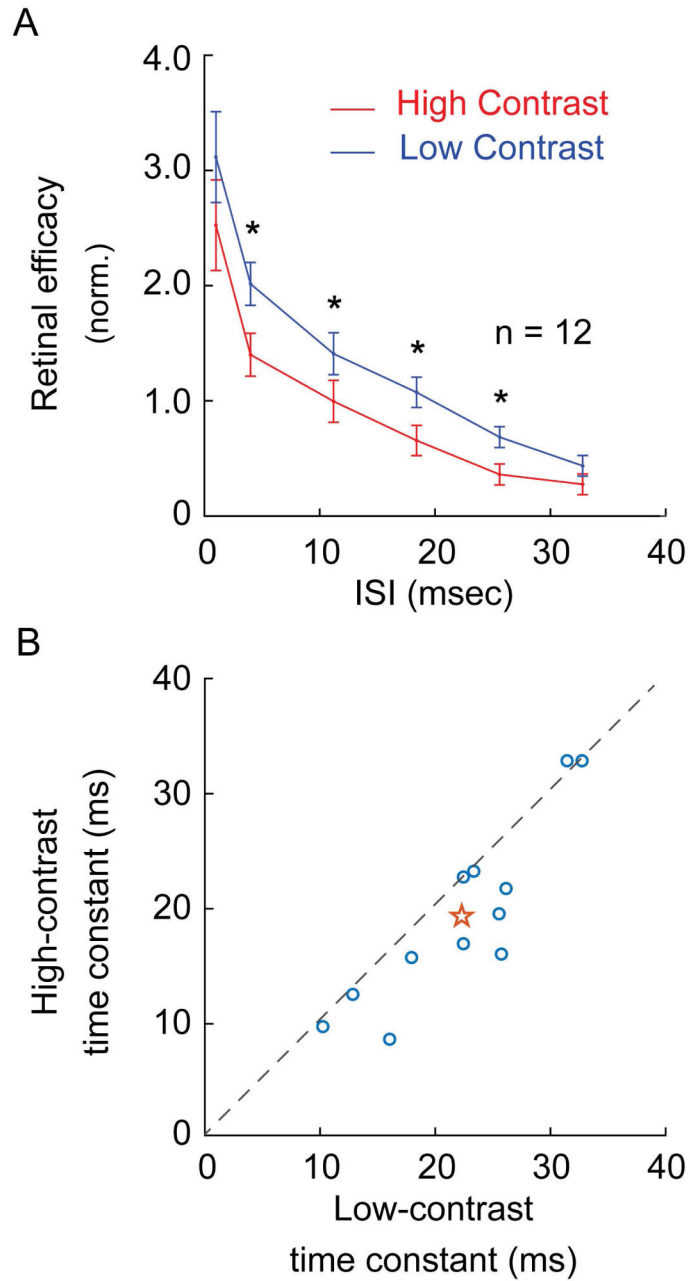 A
4.0
3.0
2.0
1.0
0
Retinal efficacy
(norm.)
High Contrast
Low Contrast
*
*
*
*
n = 12
0
10
20
30
40
ISI (msec)
B
40
30
20
10
0
High-contrast
time constant (ms)
0
10
20
30
40
Low-contrast
time constant (ms)